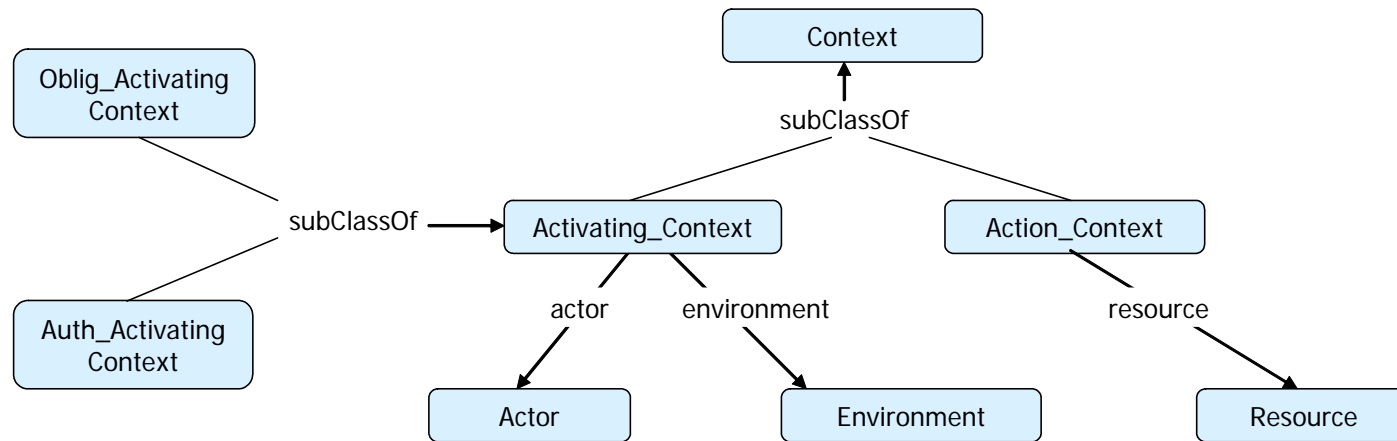 Context
Oblig_Activating
Context
subClassOf
subClassOf
Activating_Context
Action_Context
actor
environment
resource
Auth_Activating
Context
Actor
Environment
Resource